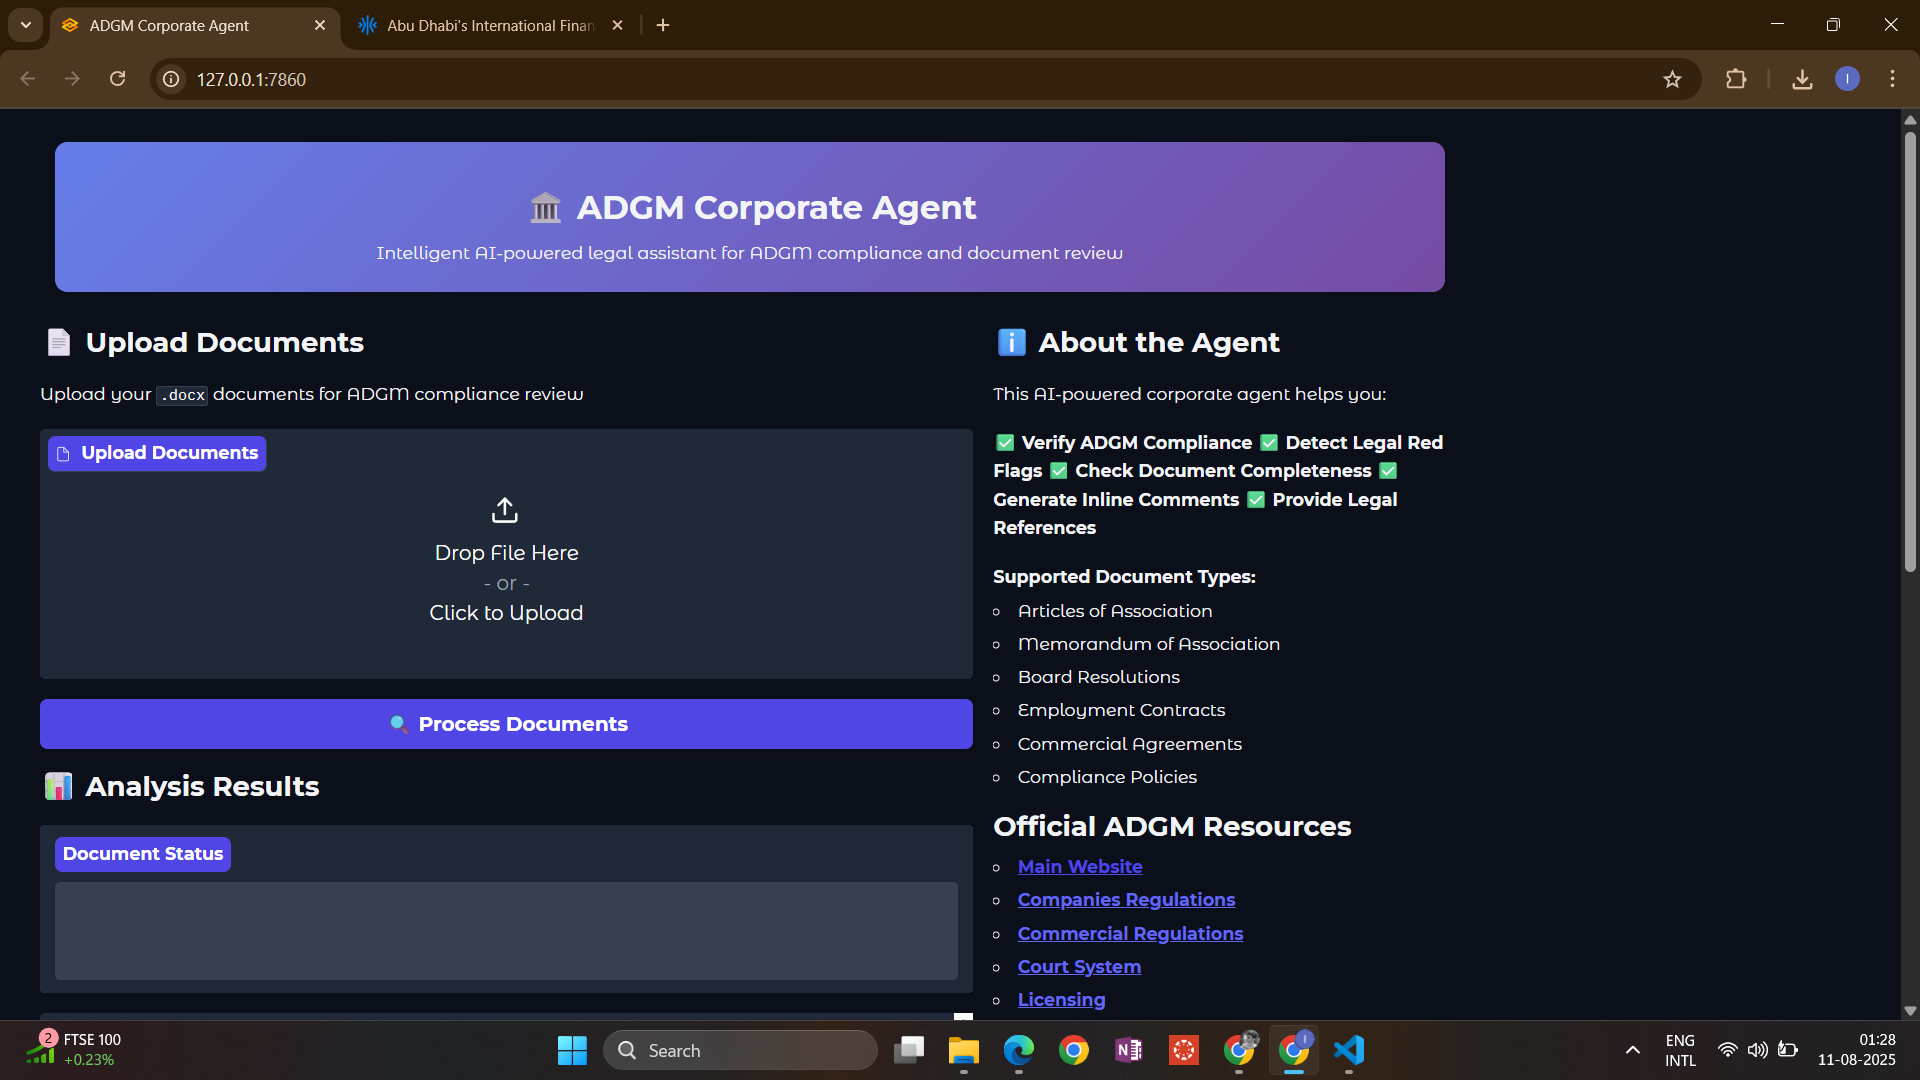 ADGM Corporate Agent
Abu Dhabi's International Finan
127.0.0.1:7860
I
🏛️ ADGM Corporate Agent
Intelligent AI-powered legal assistant for ADGM compliance and document review
📄 Upload Documents
Upload your .docx documents for ADGM compliance review
Upload Documents
Drop File Here
- or -
Click to Upload
🔍 Process Documents
📊 Analysis Results
Document Status
ℹ️ About the Agent
This AI-powered corporate agent helps you:
✅ Verify ADGM Compliance ✅ Detect Legal Red
Flags ✅ Check Document Completeness ✅
Generate Inline Comments ✅ Provide Legal
References
Supported Document Types:
Articles of Association
Memorandum of Association
Board Resolutions
Employment Contracts
Commercial Agreements
Compliance Policies
Official ADGM Resources
Main Website
Companies Regulations
Commercial Regulations
Court System
Licensing
2
FTSE 100
+0.23%
Search
N
I
ENG
INTL
01:28
11-08-2025